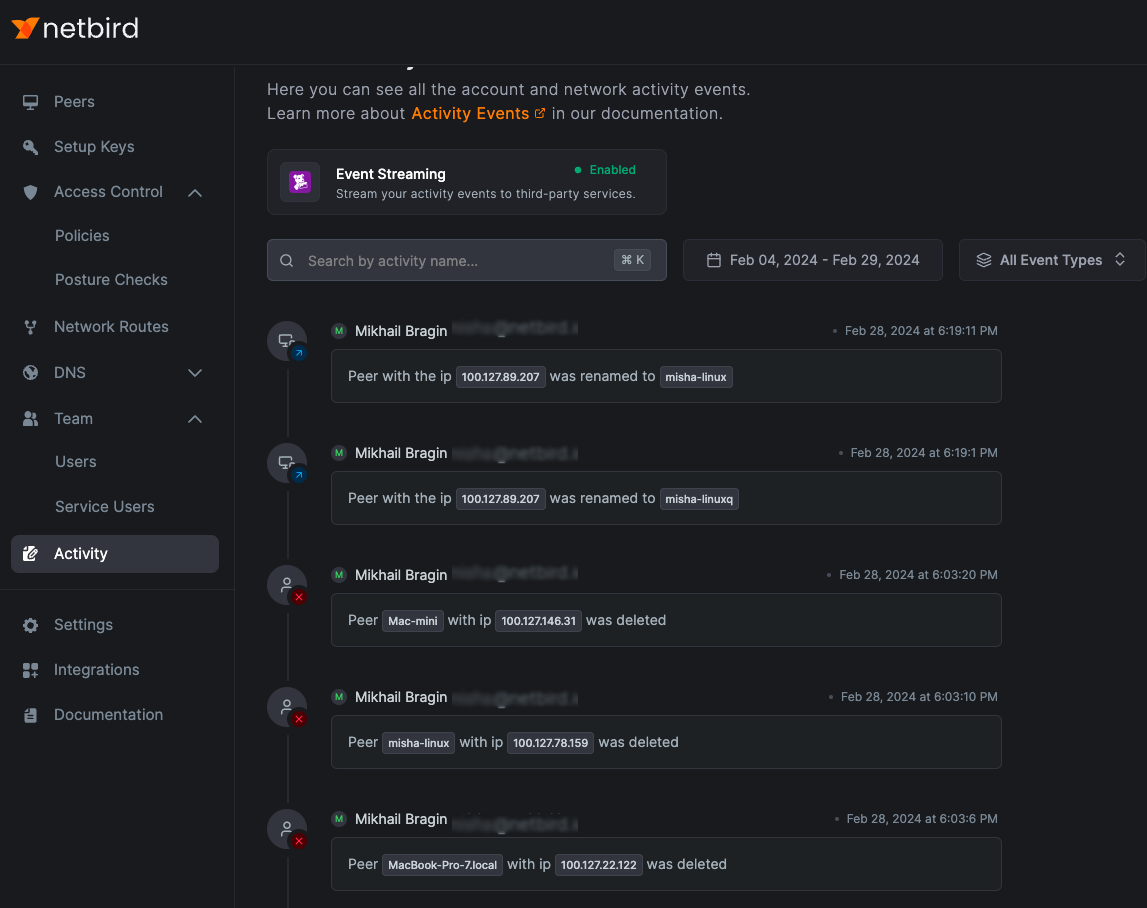 netbird
Peers
Setup Keys
Access Control
Policies
Posture Checks
Network Routes
DNS
Team
Users
Service Users
Activity
Settings
Integrations
Documentation
Here you can see all the account and network activity events.
Learn more about Activity Events in our documentation.
Event Streaming
Enabled
Stream your activity events to third-party services.
Search by activity name...
⌘ K
Feb 04, 2024 - Feb 29, 2024
All Event Types
M Mikhail Bragin
Feb 28, 2024 at 6:19:11 PM
Peer with the ip 100.127.89.207 was renamed to misha-linux
M Mikhail Bragin
Feb 28, 2024 at 6:19:1 PM
Peer with the ip 100.127.89.207 was renamed to misha-linuxq
M Mikhail Bragin
Feb 28, 2024 at 6:03:20 PM
Peer Mac-mini with ip 100.127.146.31 was deleted
M Mikhail Bragin
Feb 28, 2024 at 6:03:10 PM
Peer misha-linux with ip 100.127.78.159 was deleted
M Mikhail Bragin
Feb 28, 2024 at 6:03:6 PM
Peer MacBook-Pro-7.local with ip 100.127.22.122 was deleted